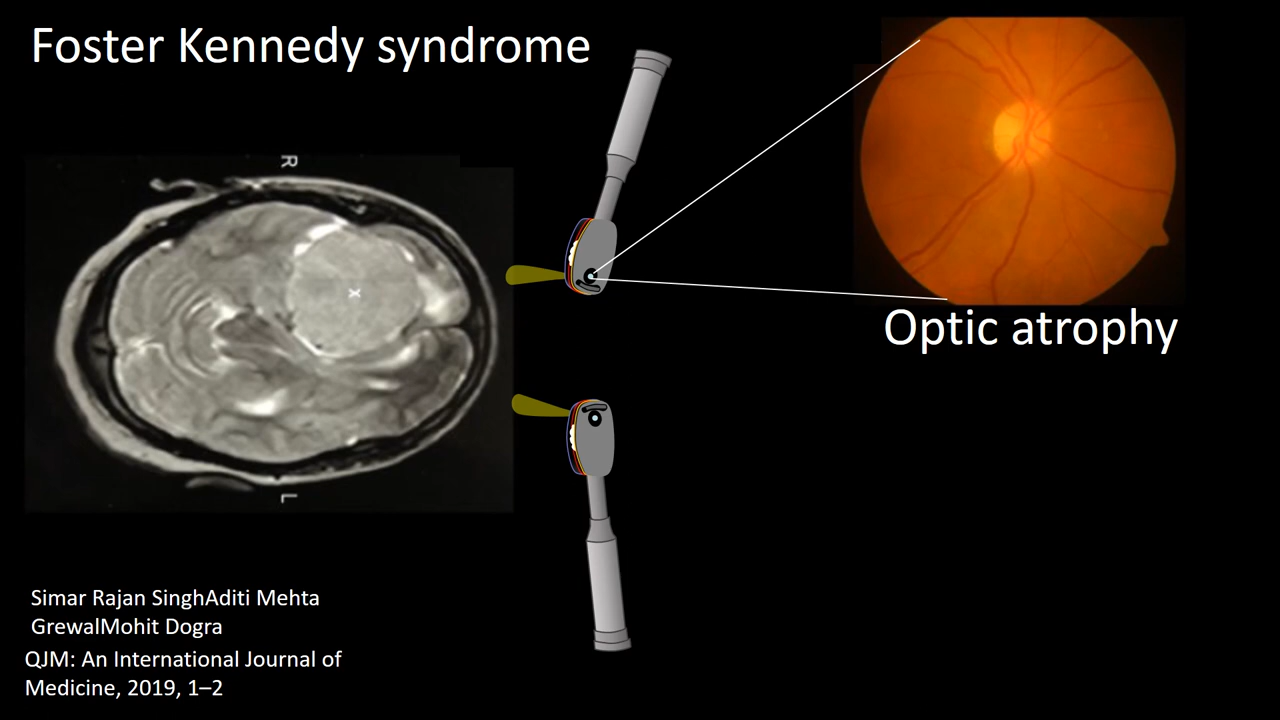 Foster Kennedy syndrome
R
L
Optic atrophy
Simar Rajan SinghAditi Mehta
GrewalMohit Dogra
QJM: An International Journal of
Medicine, 2019, 1–2